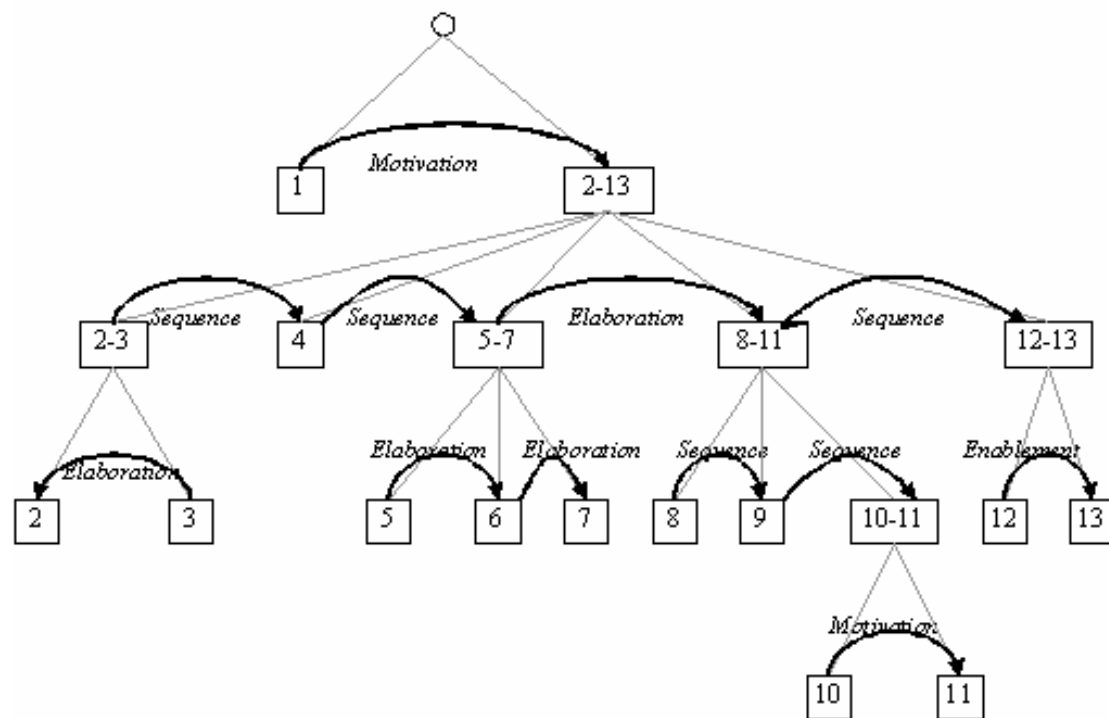 Motivation
1 2-13
Sequence Sequence Elaboration Sequence
2-3 4 5-7 8-11 12-13
Elaboration Elaboration Elaboration Sequence Sequence Enablement
2 3 5 6 7 8 9 10-11 12 13
Motivation
10 11